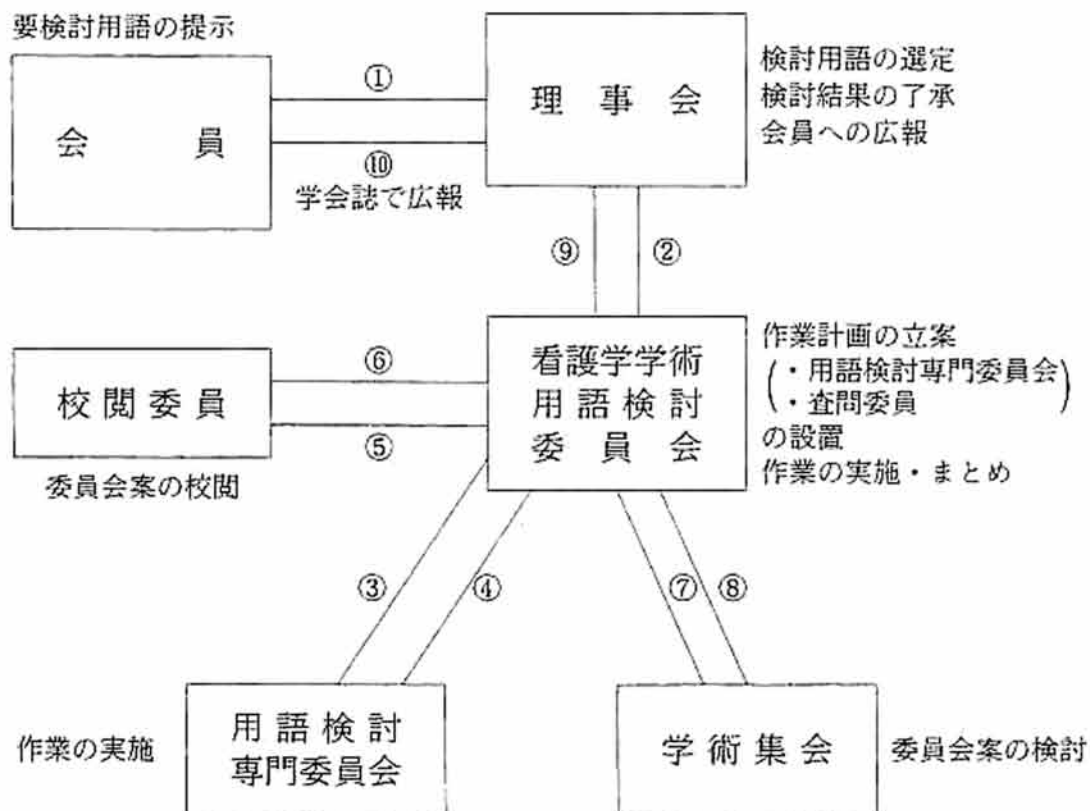 要検討用語の提示
会員
①
⑩
学会誌で広報
理事会
検討用語の選定
検討結果の了承
会員への広報
⑨
②
校閲委員
委員会案の校閲
⑥
⑤
看護学学術
用語検討
委員会
作業計画の立案
(・用語検討専門委員会
・査問委員)
の設置
作業の実施・まとめ
③
④
⑦
⑧
作業の実施
用語検討
専門委員会
学術集会
委員会案の検討